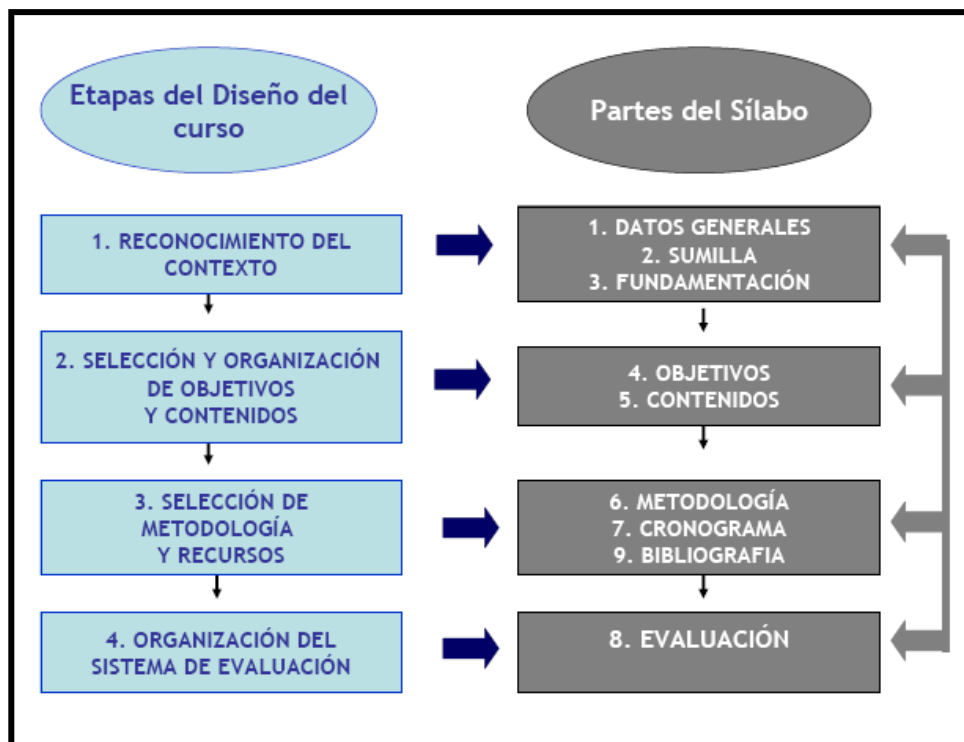 Etapas del Diseño del
curso
Partes del Sílabo
1. RECONOCIMIENTO DEL
CONTEXTO
1. DATOS GENERALES
2. SUMILLA
3. FUNDAMENTACIÓN
2. SELECCIÓN Y ORGANIZACIÓN
DE OBJETIVOS
Y CONTENIDOS
4. OBJETIVOS
5. CONTENIDOS
3. SELECCIÓN DE
METODOLOGÍA
Y RECURSOS
6. METODOLOGÍA
7. CRONOGRAMA
9. BIBLIOGRAFIA
4. ORGANIZACIÓN DEL
SISTEMA DE EVALUACIÓN
8. EVALUACIÓN